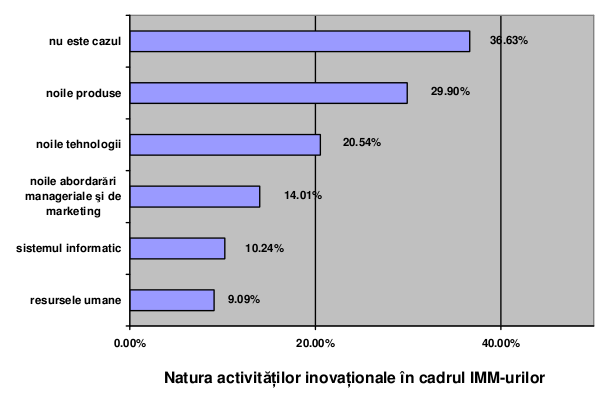 nu este cazul
36.63%
noile produse
29.90%
noile tehnologii
20.54%
noile abordarări
manageriale şi de
marketing
14.01%
sistemul informatic
10.24%
resursele umane
9.09%
0.00%
20.00%
40.00%
Natura activităților inovaționale în cadrul IMM-urilor